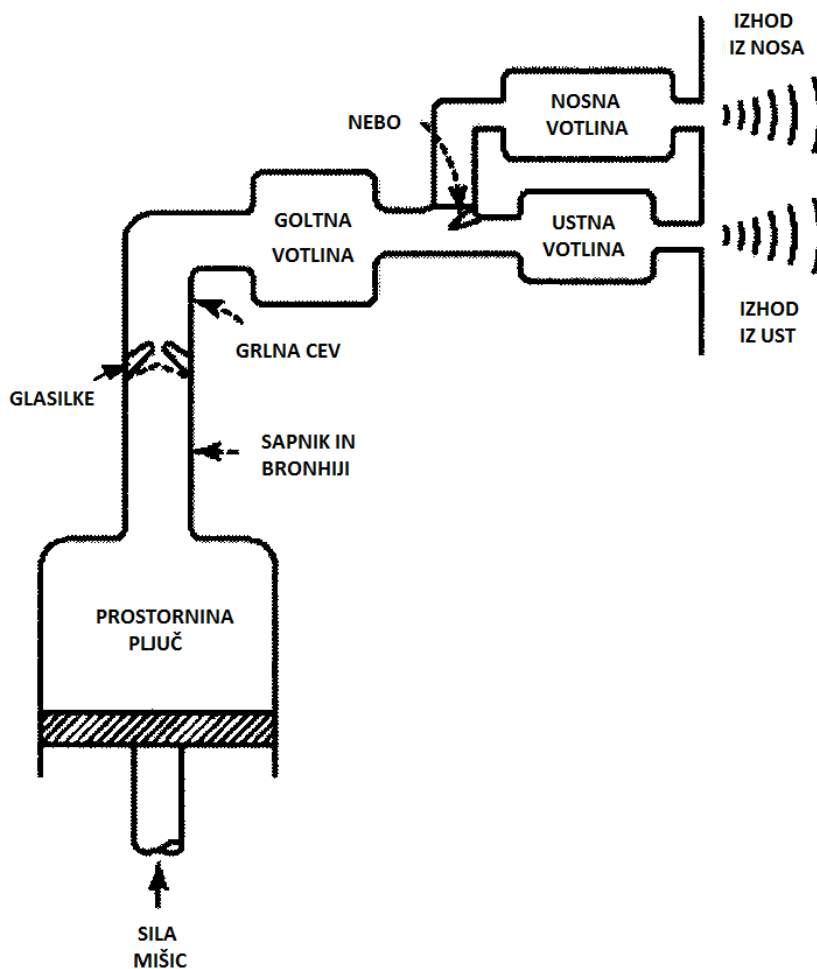 IZHOD
IZ NOSA
NOSNA
VOTLINA
NEBO
GOLTNA
VOTLINA
USTNA
VOTLINA
IZHOD
IZ UST
GRLNA CEV
GLASILKE
SAPNIK IN
BRONHIJI
PROSTORNINA
PLJUČ
SILA
MIŠIC